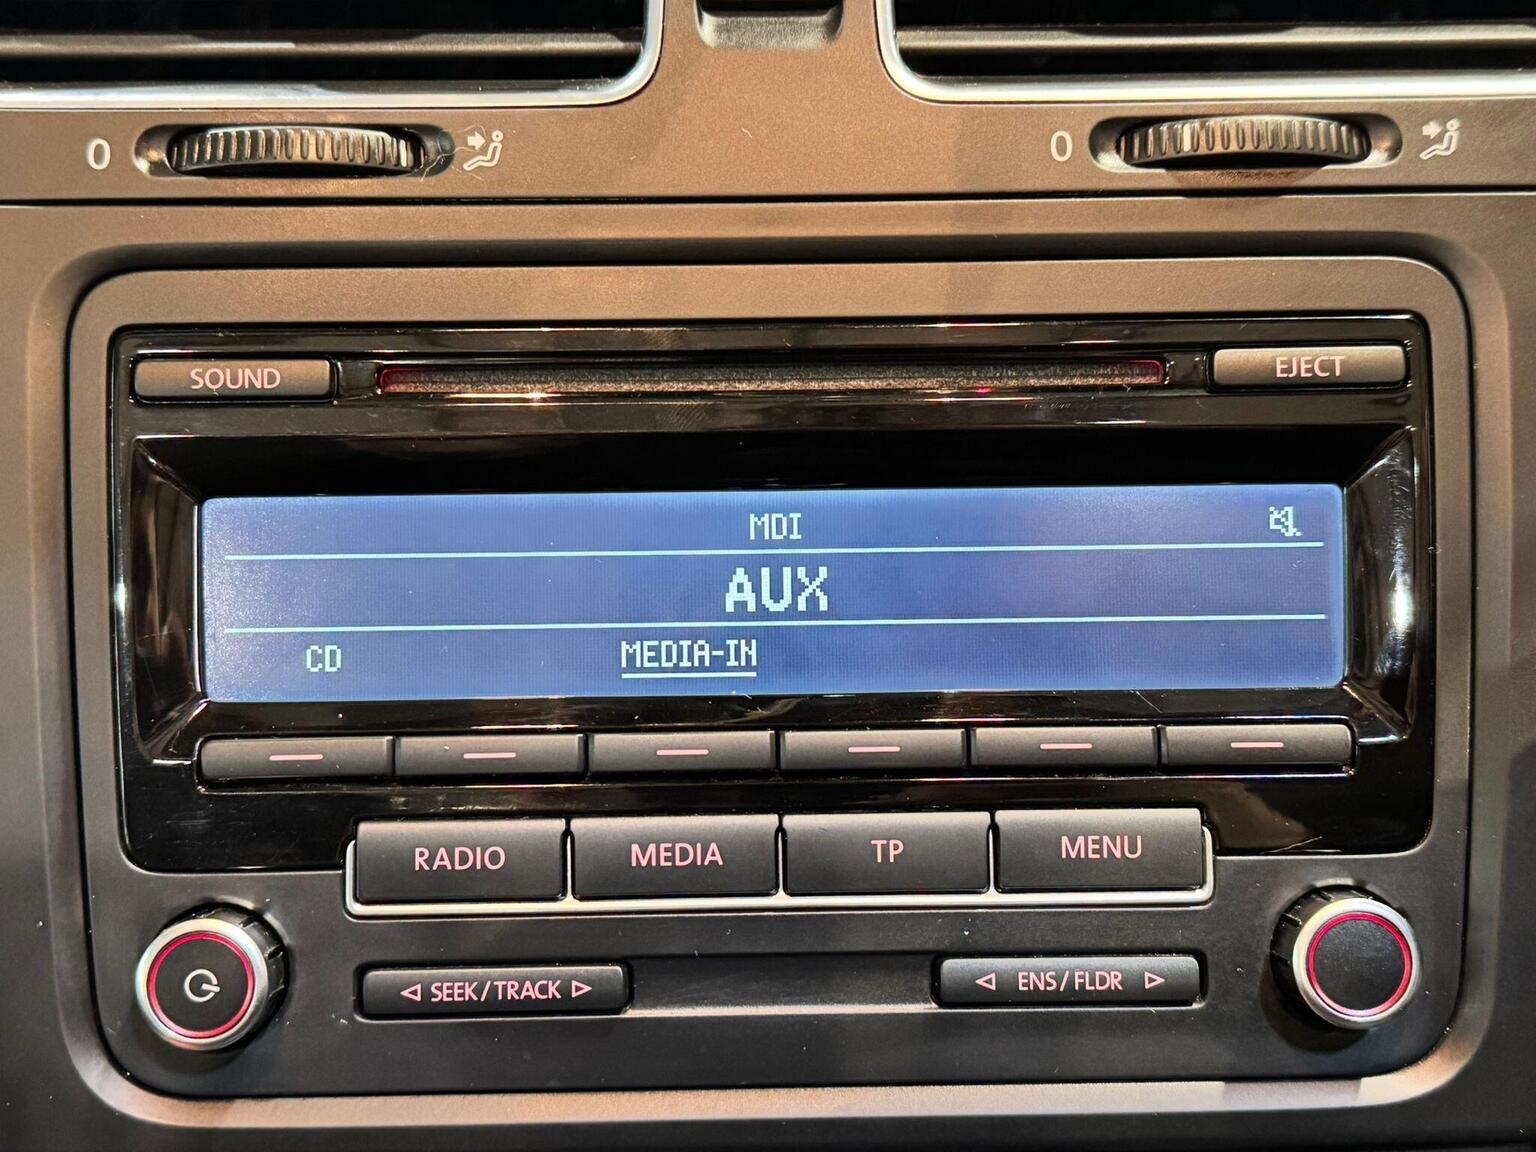 0 0
SOUND EJECT
MDI
AUX
CD MEDIA-IN
RADIO MEDIA TP MENU
SEEK/TRACK ENS/FLDR